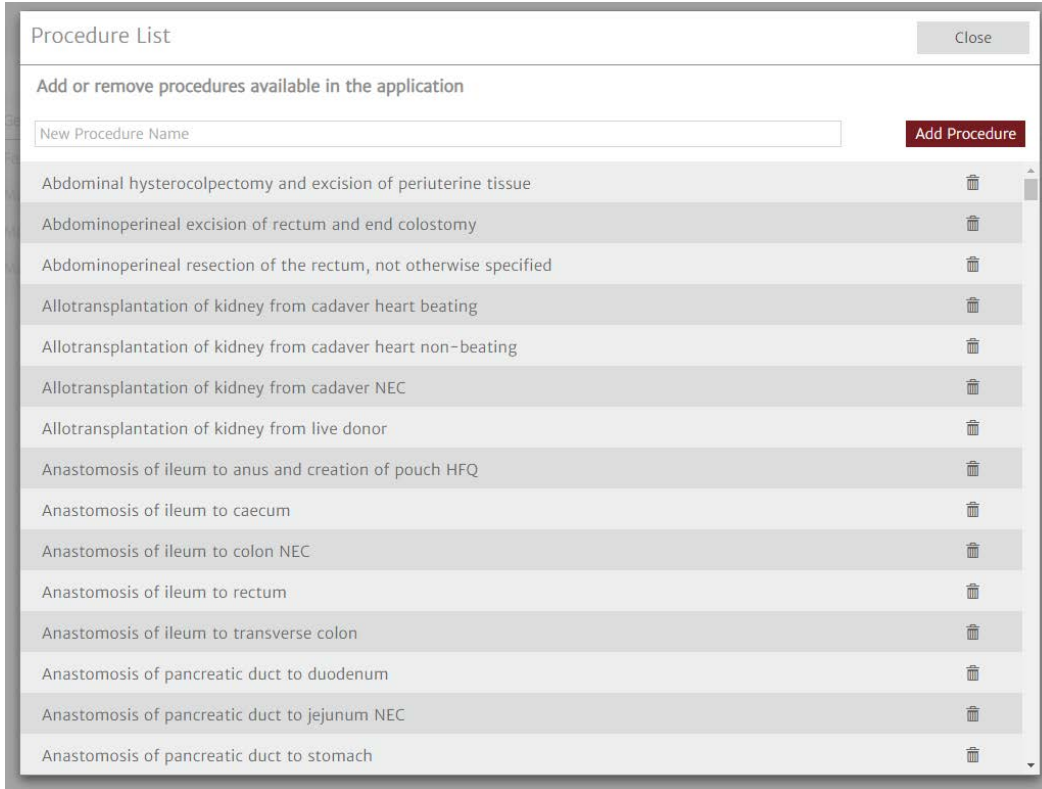 Procedure List
Close
Add or remove procedures available in the application
New Procedure Name
Add Procedure
Abdominal hysterocolpectomy and excision of periuterine tissue
Abdominoperineal excision of rectum and end colostomy
Abdominoperineal resection of the rectum, not otherwise specified
Allotransplantation of kidney from cadaver heart beating
Allotransplantation of kidney from cadaver heart non-beating
Allotransplantation of kidney from cadaver NEC
Allotransplantation of kidney from live donor
Anastomosis of ileum to anus and creation of pouch HFQ
Anastomosis of ileum to caecum
Anastomosis of ileum to colon NEC
Anastomosis of ileum to rectum
Anastomosis of ileum to transverse colon
Anastomosis of pancreatic duct to duodenum
Anastomosis of pancreatic duct to jejunum NEC
Anastomosis of pancreatic duct to stomach